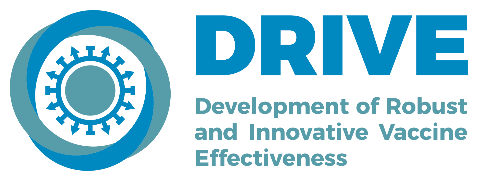 DRIVE
Development of Robust
and Innovative Vaccine
Effectiveness